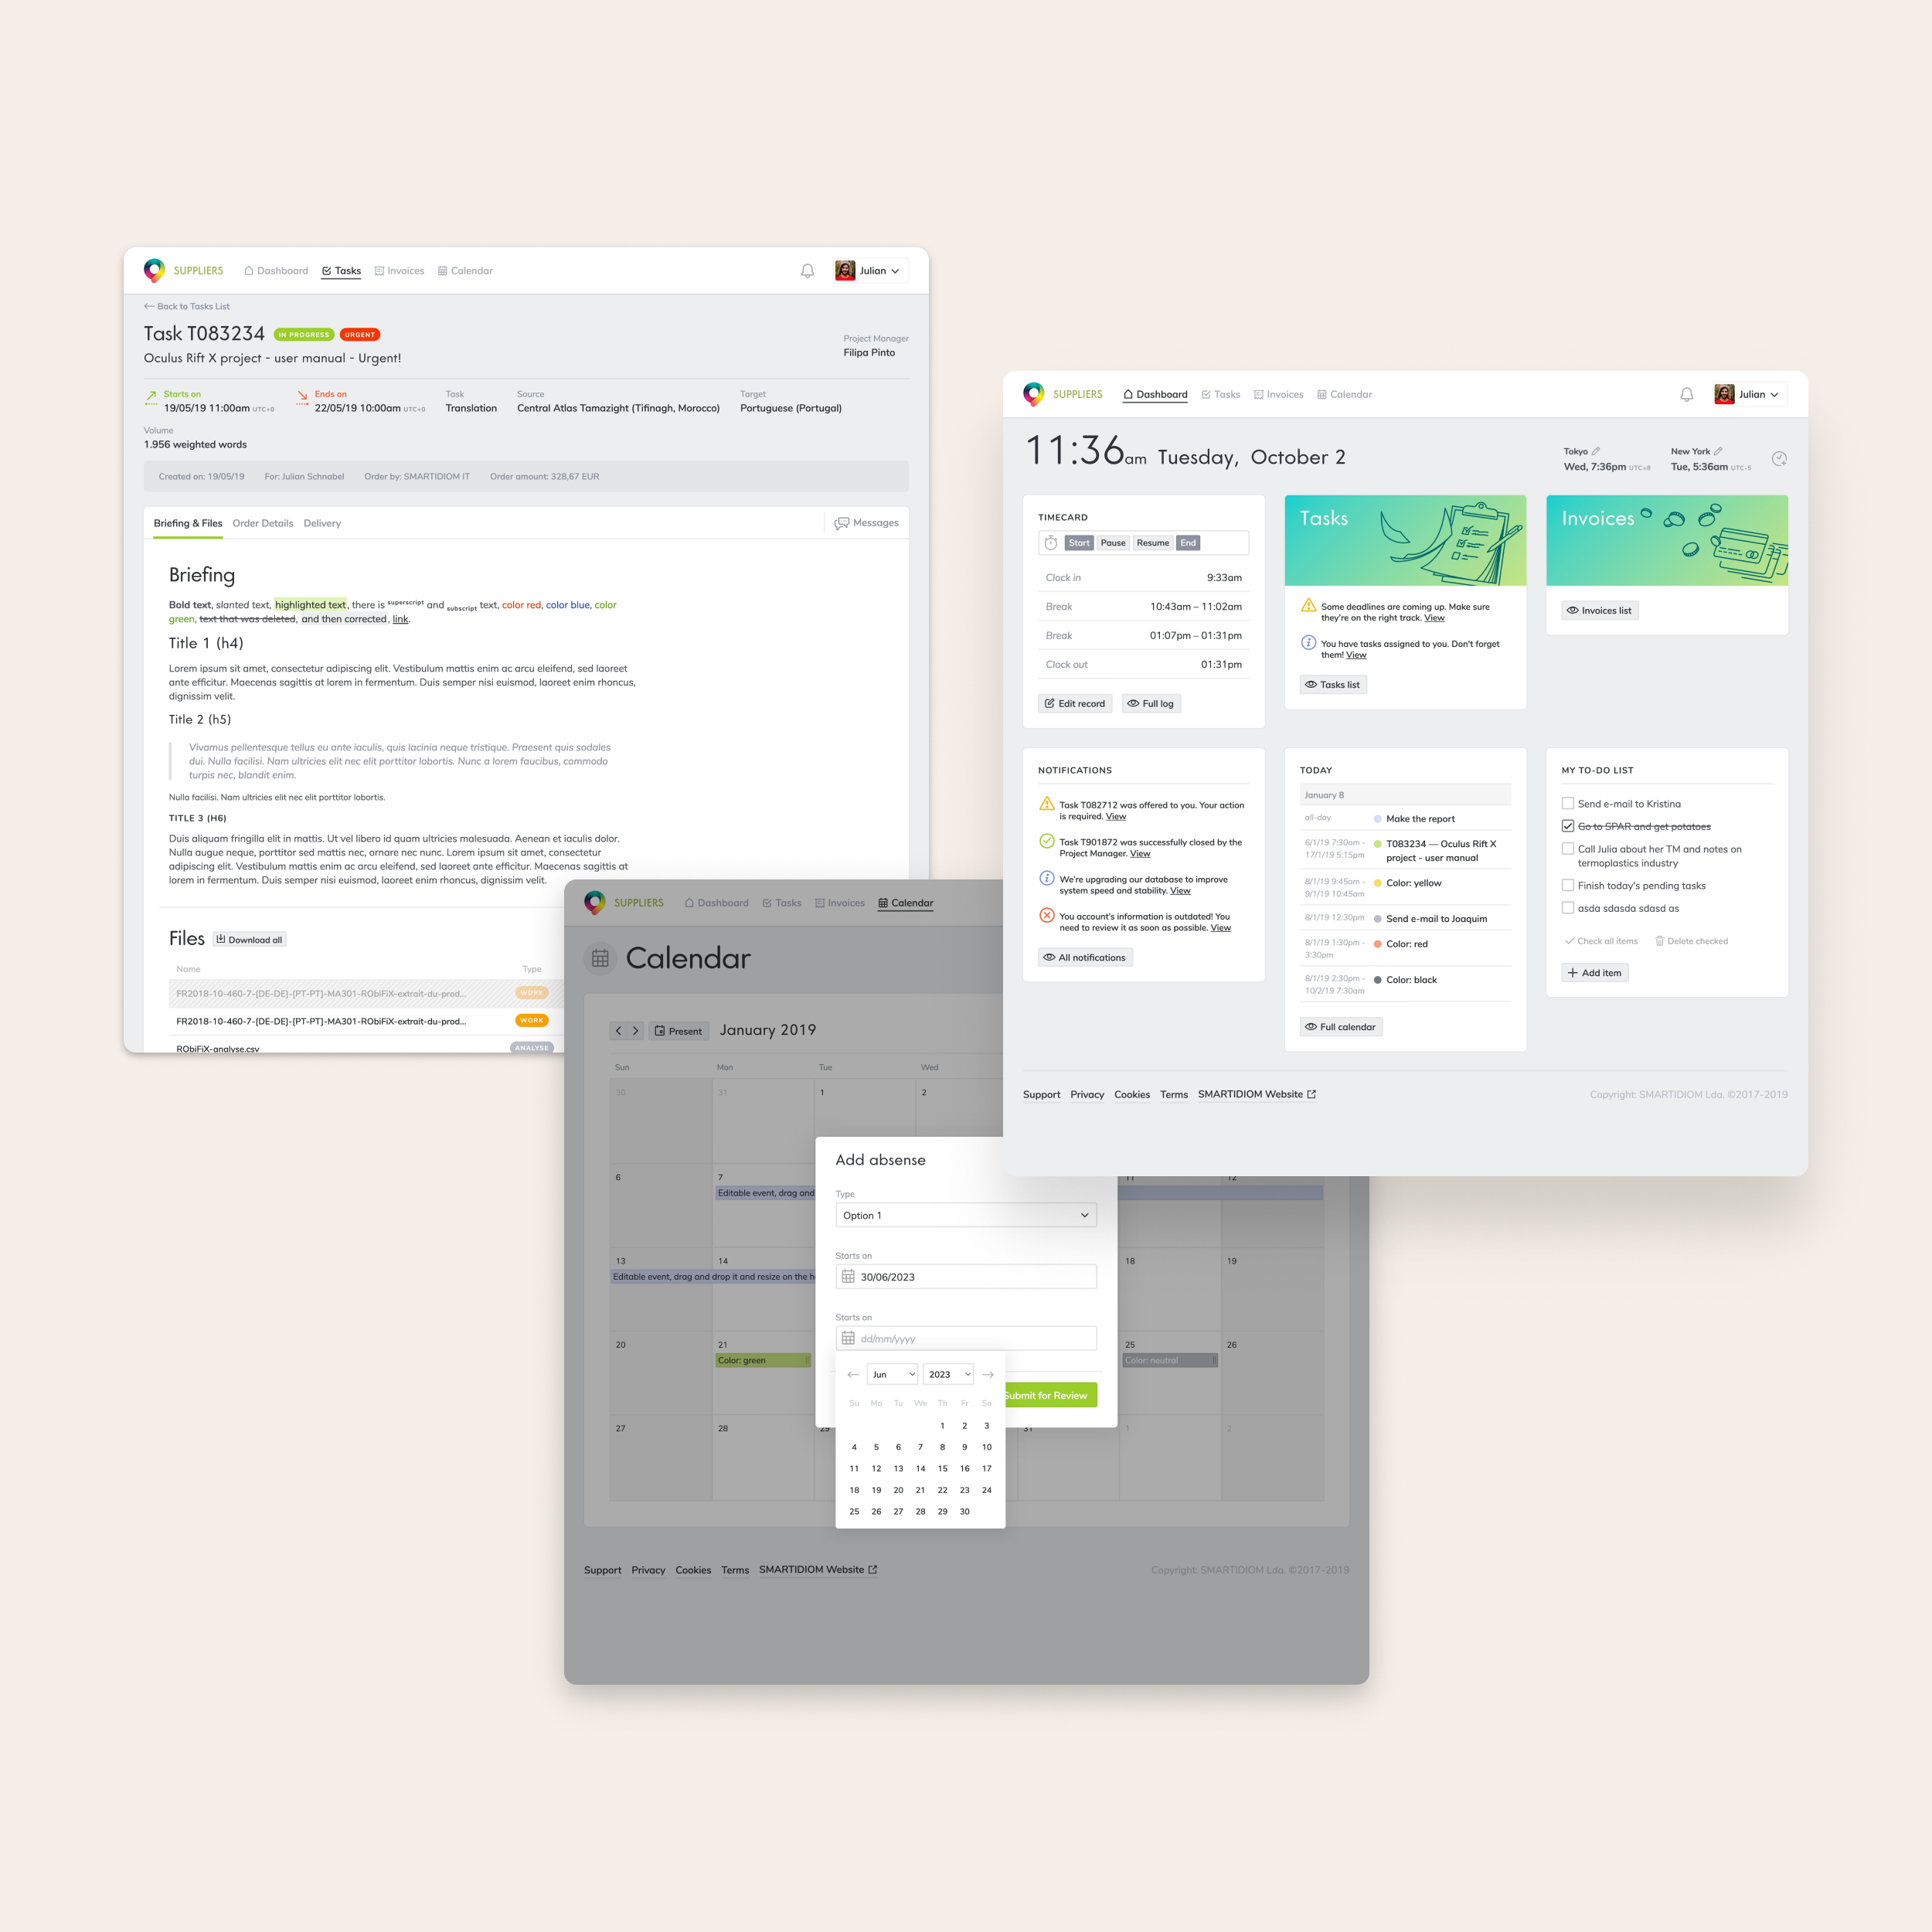 SUPPLIERS Dashboard Tasks Invoices Calendar Julian
Back to Tasks List
Task T083234 IN PROGRESS URGENT
Oculus Rift X project - user manual - Urgent!
Project Manager
Filipa Pinto
Starts on
19/05/19 11:00am UTC+0
Ends on
22/05/19 10:00am UTC+0
Task
Translation
Source
Central Atlas Tamazight (Tifinagh, Morocco)
Target
Portuguese (Portugal)
Volume
1.956 weighted words
Created on: 19/05/19 For: Julian Schnabel Order by: SMARTIDIOM IT Order amount: 328,67 EUR
Briefing & Files Order Details Delivery Messages
Briefing
Bold text, slanted text, highlighted text, there is superscript and subscript text, color red, color blue, color
green, text that was deleted, and then corrected, link.
Title 1 (h4)
Lorem ipsum sit amet, consectetur adipiscing elit. Vestibulum mattis enim ac arcu eleifend, sed laoreet
ante efficitur. Maecenas sagittis at lorem in fermentum. Duis semper nisi euismod, laoreet enim rhoncus,
dignissim velit.
Title 2 (h5)
Vivamus pellentesque tellus eu ante iaculis, quis lacinia neque tristique. Praesent quis sodales
dui. Nulla facilisi. Nam ultricies elit nec elit porttitor lobortis. Nunc a lorem faucibus, commodo
turpis nec, blandit enim.
Nulla facilisi. Nam ultricies elit nec elit porttitor lobortis.
TITLE 3 (H6)
Duis aliquam fringilla elit in mattis. Ut vel libero id quam ultricies malesuada. Aenean et iaculis dolor.
Nulla augue neque, porttitor sed mattis nec, ornare nec nunc. Lorem ipsum sit amet, consectetur
adipiscing elit. Vestibulum mattis enim ac arcu eleifend, sed laoreet ante efficitur. Maecenas sagittis at
lorem in fermentum. Duis semper nisi euismod, laoreet enim rhoncus, dignissim velit.
Files Download all
Name Type
FR2018-10-460-7-[DE-DE]-[PT-PT]-MA301-RObiFiX-extrait-du-prod... WORK
FR2018-10-460-7-[DE-DE]-[PT-PT]-MA301-RObiFiX-extrait-du-prod... WORK
RObiFiX-analyse.csv ANALYSE
SUPPLIERS Dashboard Tasks Invoices Calendar Julian
11:36am Tuesday, October 2
Tokyo
Wed, 7:36pm UTC+8
New York
Tue, 5:36am UTC-5
TIMECARD
Start Pause Resume End
Clock in 9:33am
Break 10:43am – 11:02am
Break 01:07pm – 01:31pm
Clock out 01:31pm
Edit record Full log
Tasks
Some deadlines are coming up. Make sure
they're on the right track. View
You have tasks assigned to you. Don't forget
them! View
Tasks list
Invoices
Invoices list
NOTIFICATIONS
Task T082712 was offered to you. Your action
is required. View
Task T901872 was successfully closed by the
Project Manager. View
We're upgrading our database to improve
system speed and stability. View
You account's information is outdated! You
need to review it as soon as possible. View
All notifications
TODAY
January 8
all-day Make the report
6/1/19 7:30am - T083234 — Oculus Rift X
17/1/19 5:15pm project - user manual
8/1/19 9:45am - Color: yellow
9/1/19 10:45am
8/1/19 12:30pm Send e-mail to Joaquim
8/1/19 1:30pm - Color: red
3:30pm
8/1/19 2:30pm - Color: black
10/2/19 7:30am
Full calendar
MY TO-DO LIST
Send e-mail to Kristina
Go to SPAR and get potatoes
Call Julia about her TM and notes on
termoplastics industry
Finish today's pending tasks
asda sdasda sdasd as
Check all items Delete checked
Add item
Support Privacy Cookies Terms SMARTIDIOM Website Copyright: SMARTIDIOM Lda. ©2017-2019
SUPPLIERS Dashboard Tasks Invoices Calendar
Calendar
Present January 2019
Sun Mon Tue Wed
30 31 1 2
6 7 11 12
Editable event, drag and
13 14 18 19
Editable event, drag and drop it and resize on the
20 21 25 26
Color: green Color: neutral
27 28 29 31 1 2
Add absense
Type
Option 1
Starts on
30/06/2023
Starts on
dd/mm/yyyy
Submit for Review
Jun 2023
Su Mo Tu We Th Fr Sa
1 2 3
4 5 6 7 8 9 10
11 12 13 14 15 16 17
18 19 20 21 22 23 24
25 26 27 28 29 30
Support Privacy Cookies Terms SMARTIDIOM Website Copyright: SMARTIDIOM Lda. ©2017-2019